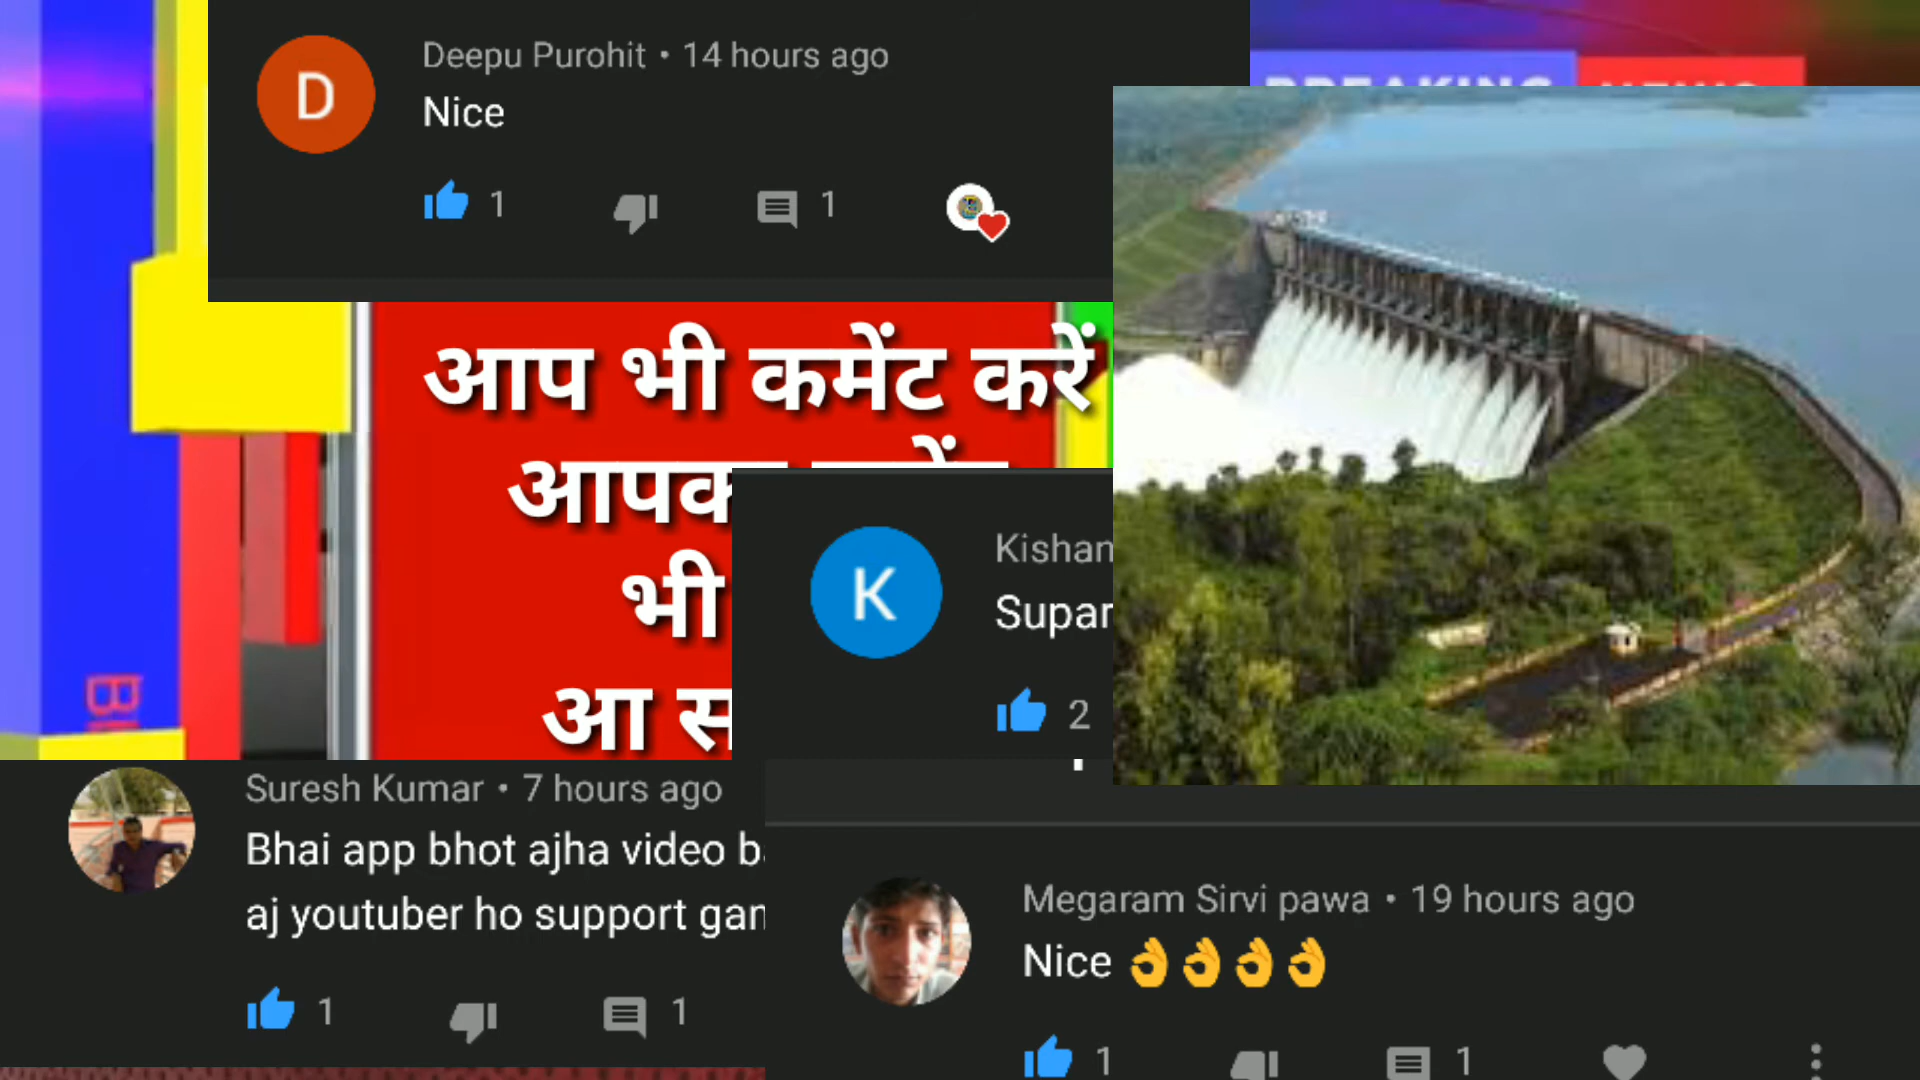 D
Deepu Purohit • 14 hours ago
Nice
1
1
BREAKING NEWS
आप भी कमेंट करें
भी
आ
K
Kishan
Supar
2
Suresh Kumar • 7 hours ago
Bhai app bhot ajha video
aj youtuber ho support
1
1
Megaram Sirvi pawa • 19 hours ago
Nice 👌👌👌👌
1
1